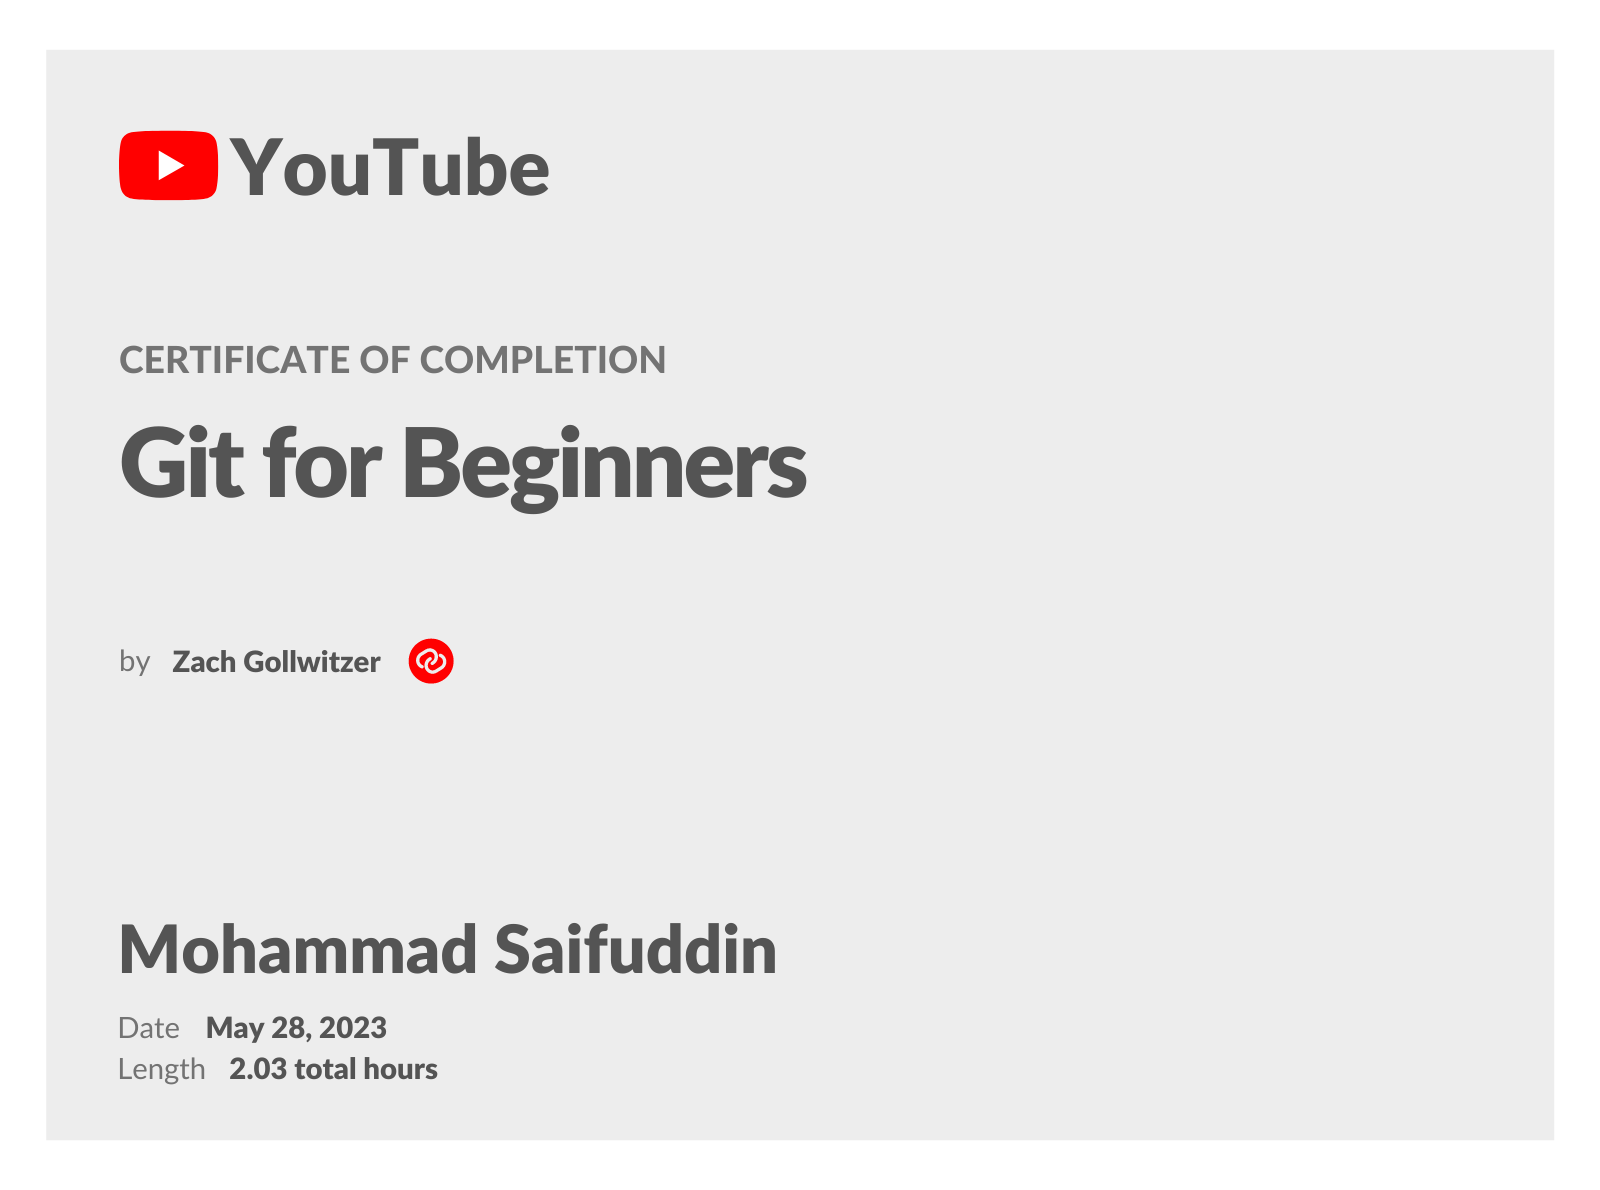 YouTube
CERTIFICATE OF COMPLETION
Git for Beginners
by Zach Gollwitzer
Mohammad Saifuddin
Date May 28, 2023
Length 2.03 total hours